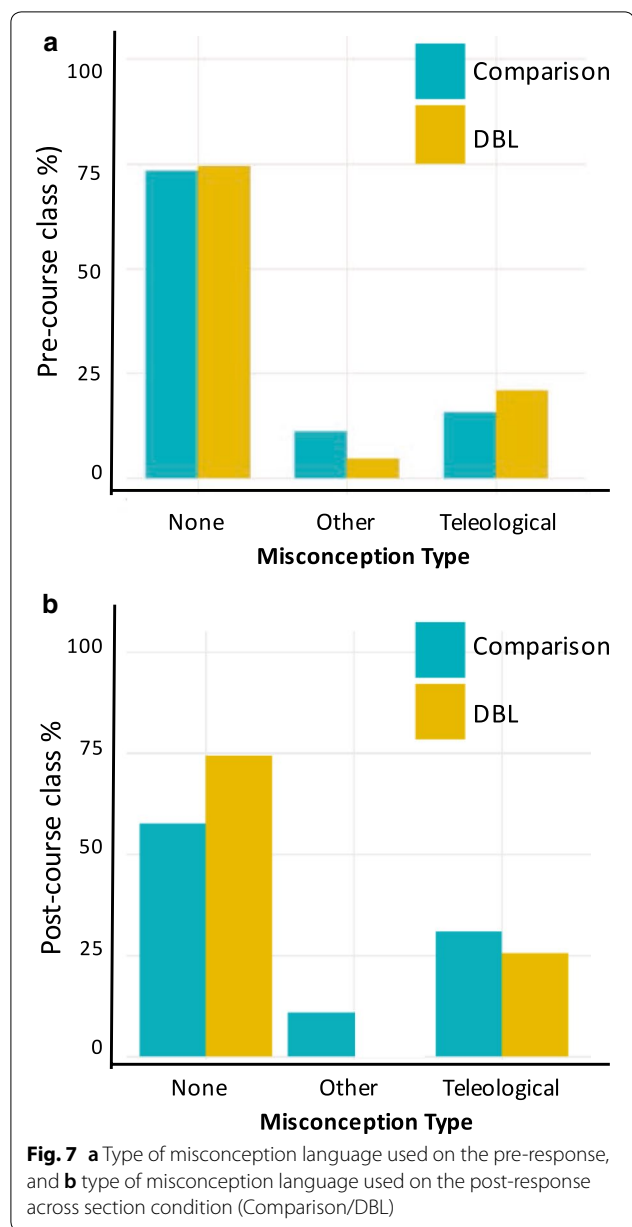 a
100
Comparison
DBL
75
Pre-course class %)
50
25
0
None Other Teleological
Misconception Type
b
100
Comparison
DBL
75
Post-course class %
50
25
0
None Other Teleological
Misconception Type
Fig. 7 a Type of misconception language used on the pre-response,
and b type of misconception language used on the post-response
across section condition (Comparison/DBL)